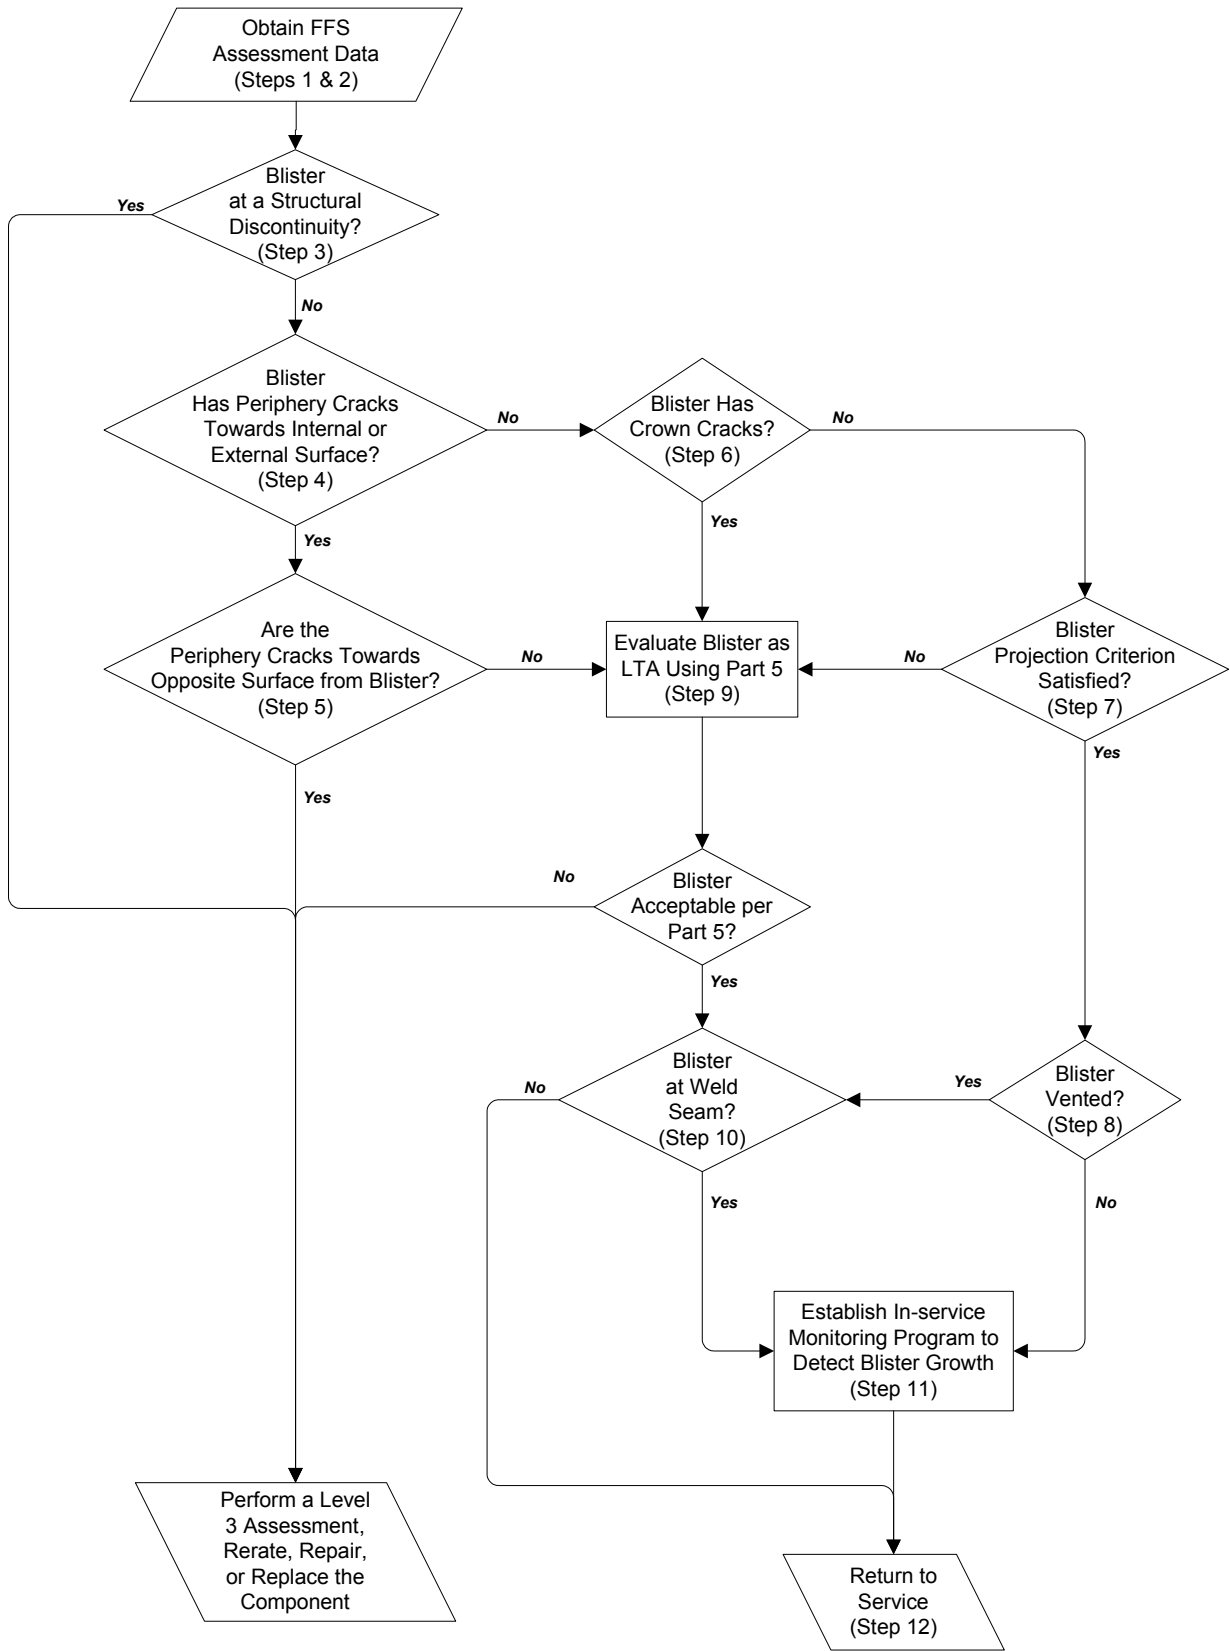 Obtain FFS
Assessment Data
(Steps 1 & 2)
Blister
at a Structural
Discontinuity?
(Step 3)
Yes
No
Blister
Has Periphery Cracks
Towards Internal or
External Surface?
(Step 4)
No
Yes
Blister Has
Crown Cracks?
(Step 6)
No
Yes
Are the
Periphery Cracks Towards
Opposite Surface from Blister?
(Step 5)
No
Yes
Evaluate Blister as
LTA Using Part 5
(Step 9)
No
Blister
Projection Criterion
Satisfied?
(Step 7)
Yes
No
Blister
Acceptable per
Part 5?
Yes
No
Blister
at Weld
Seam?
(Step 10)
Yes
Yes
Blister
Vented?
(Step 8)
No
Establish In-service
Monitoring Program to
Detect Blister Growth
(Step 11)
Perform a Level
3 Assessment,
Rerate, Repair,
or Replace the
Component
Return to
Service
(Step 12)